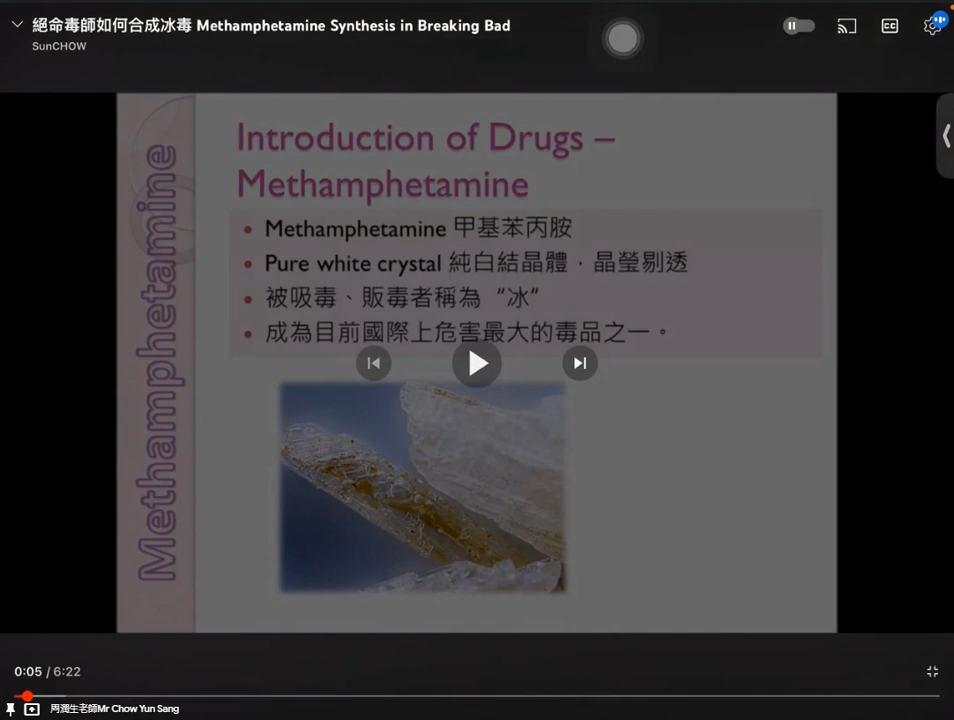 絕命毒師如何合成冰毒 Methamphetamine Synthesis in Breaking Bad
SunCHOW
CC
Methamphetamine
Introduction of Drugs –
Methamphetamine
• Methamphetamine 甲基苯丙胺
• Pure white crystal 純白結晶體，晶瑩剔透
• 被吸毒、販毒者稱為 “冰”
• 成為目前國際上危害最大的毒品之一。
0:05 / 6:22
周潤生老師Mr Chow Yun Sang